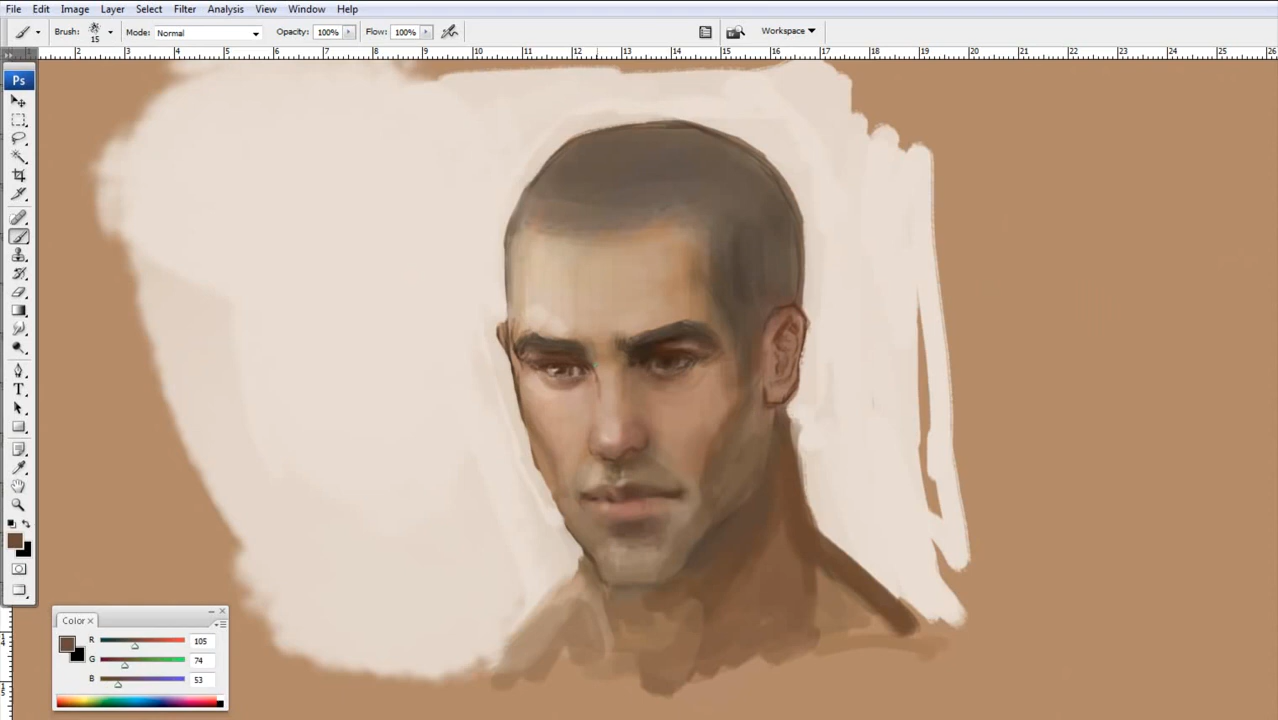 File Edit Image Layer Select Filter Analysis View Window Help
Brush: 15 Mode: Normal Opacity: 100% Flow: 100% Workspace
2 3 4 5 6 7 8 9 10 11 12 13 14 15 16 17 18 19 20 21 22 23 24 25 26
Ps
T
Color
R 105
G 74
B 53